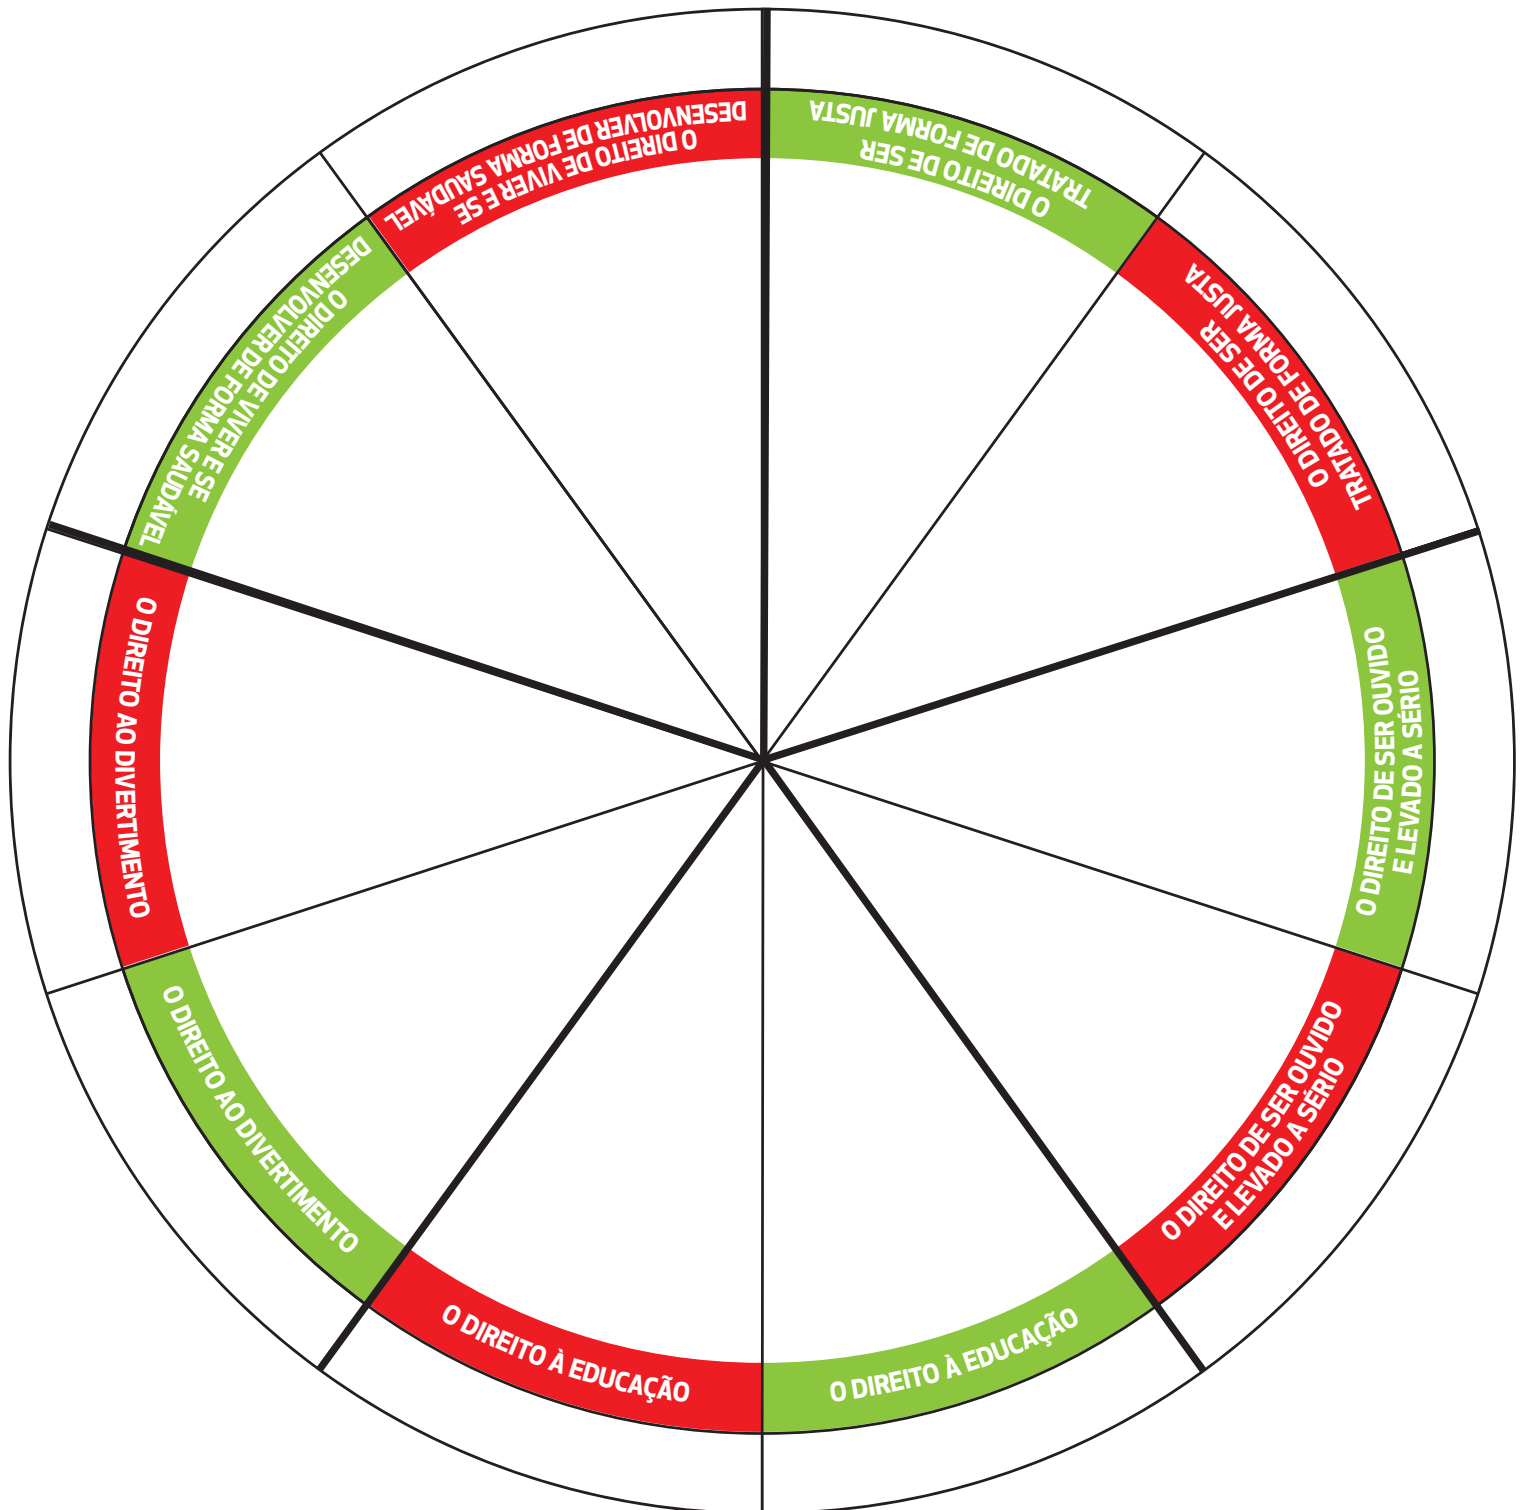 O DIREITO DE SER
TRATADO DE FORMA JUSTA
O DIREITO DE SER
TRATADO DE FORMA JUSTA
O DIREITO DE SER OUVIDO
E LEVADO A SÉRIO
O DIREITO DE SER OUVIDO
E LEVADO A SÉRIO
O DIREITO À EDUCAÇÃO
O DIREITO À EDUCAÇÃO
O DIREITO AO DIVERTIMENTO
O DIREITO AO DIVERTIMENTO
O DIREITO DE VIVER E SE
DESENVOLVER DE FORMA SAUDÁVEL
O DIREITO DE VIVER E SE
DESENVOLVER DE FORMA SAUDÁVEL